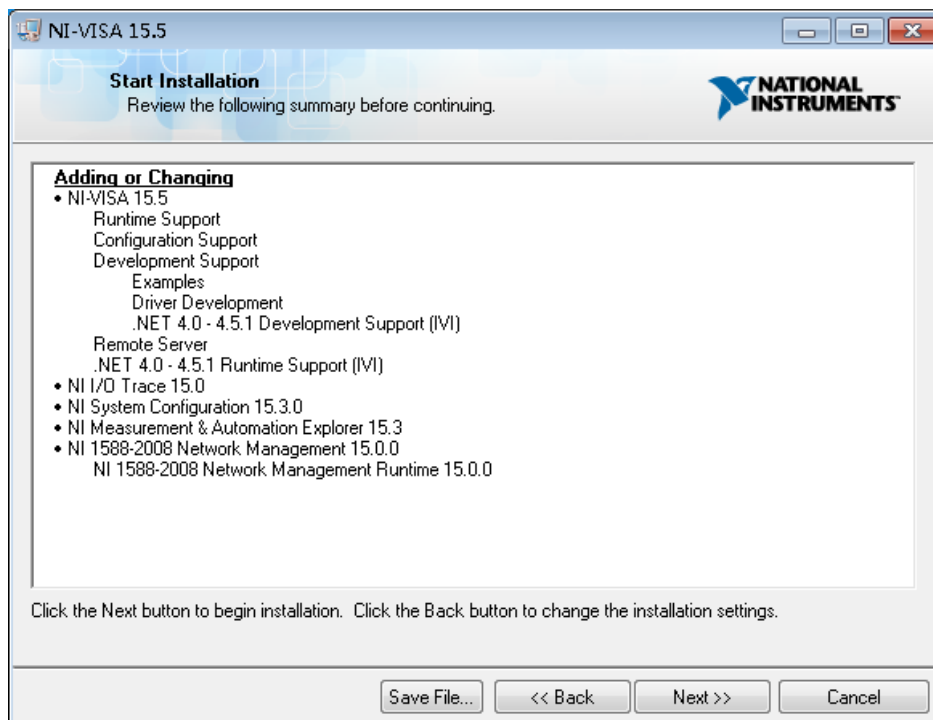 NI-VISA 15.5
Start Installation
Review the following summary before continuing.
NATIONAL
INSTRUMENTS™
Adding or Changing
• NI-VISA 15.5
Runtime Support
Configuration Support
Development Support
Examples
Driver Development
.NET 4.0 - 4.5.1 Development Support (IVI)
Remote Server
.NET 4.0 - 4.5.1 Runtime Support (IVI)
• NI I/O Trace 15.0
• NI System Configuration 15.3.0
• NI Measurement & Automation Explorer 15.3
• NI 1588-2008 Network Management 15.0.0
NI 1588-2008 Network Management Runtime 15.0.0
Click the Next button to begin installation.  Click the Back button to change the installation settings.
Save File...
<< Back
Next >>
Cancel